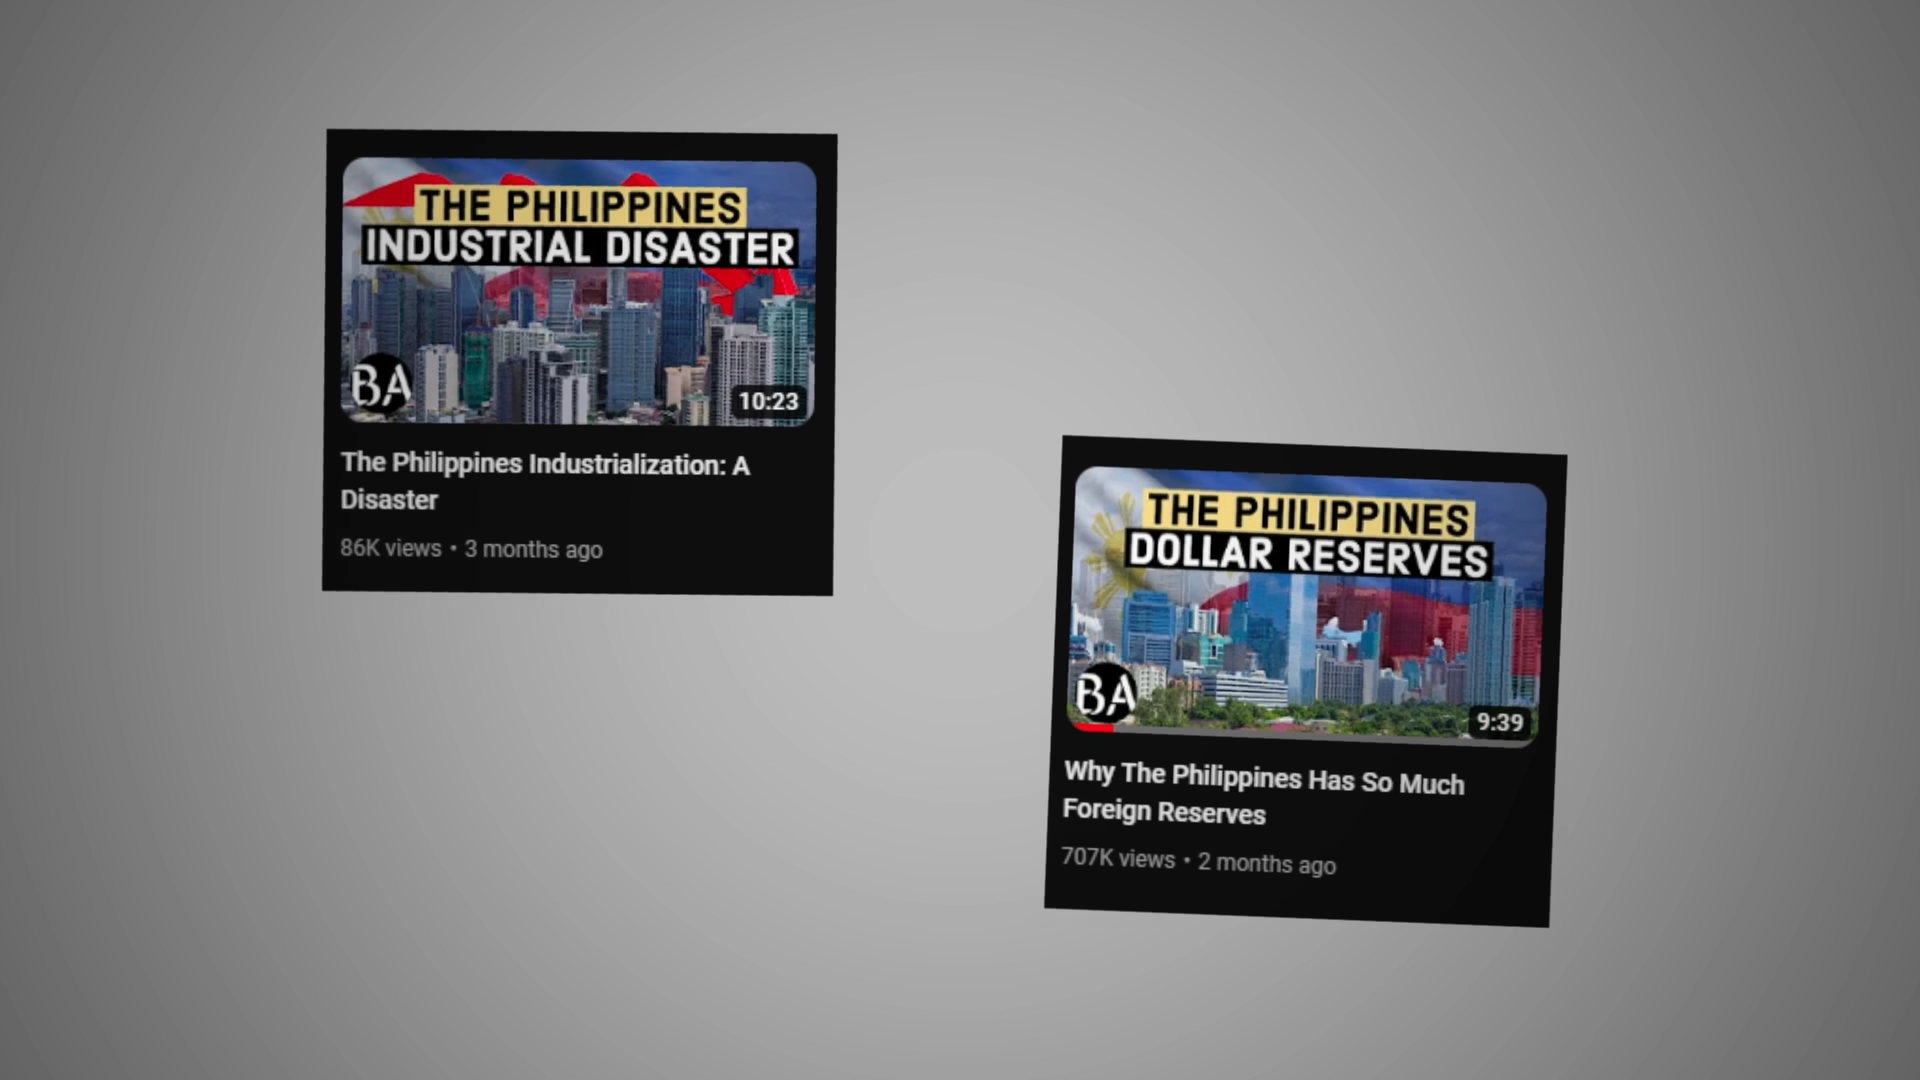 THE PHILIPPINES
INDUSTRIAL DISASTER
BA
10:23
The Philippines Industrialization: A
Disaster
86K views • 3 months ago
THE PHILIPPINES
DOLLAR RESERVES
BA
9:39
Why The Philippines Has So Much
Foreign Reserves
707K views • 2 months ago